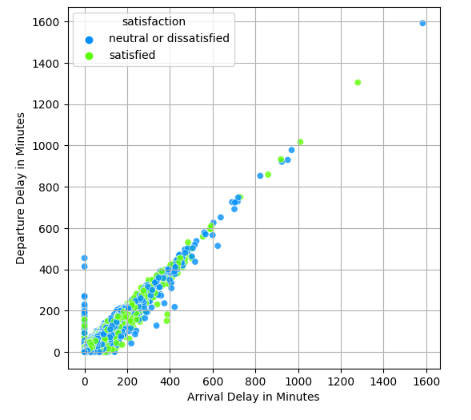 satisfaction
neutral or dissatisfied
satisfied
1600
1400
1200
1000
800
600
400
200
0
Departure Delay in Minutes
0 200 400 600 800 1000 1200 1400 1600
Arrival Delay in Minutes